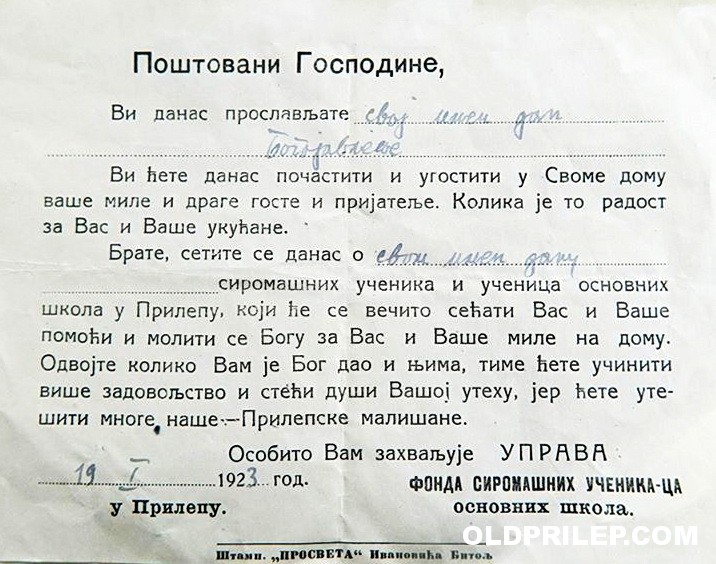 Поштовани Господине,
Ви данас прослављате свој имен дан
Богојављење
Ви ћете данас почастити и угостити у Своме дому
ваше миле и драге госте и пријатеље. Колика је то радост
за Вас и Ваше укућане.
Брате, сетите се данас о свом имен дану
сиромашних ученика и ученица основних
школа у Прилепу, који ће се вечито сећати Вас и Ваше
помоћи и молити се Богу за Вас и Ваше миле на дому.
Одвојте колико Вам је Бог дао и њима, тиме ћете учинити
више задовољство и стећи души Вашој утеху, јер ћете уте-
шити многе, наше—Прилепске малишане.
Особито Вам захваљује УПРАВА
19 I 1923 год. ФОНДА СИРОМАШНИХ УЧЕНИКА-ЦА
у Прилепу. основних школа.
OLDPRILEP.COM
Штамп. „ПРОСВЕТА" Ивановића Битољ